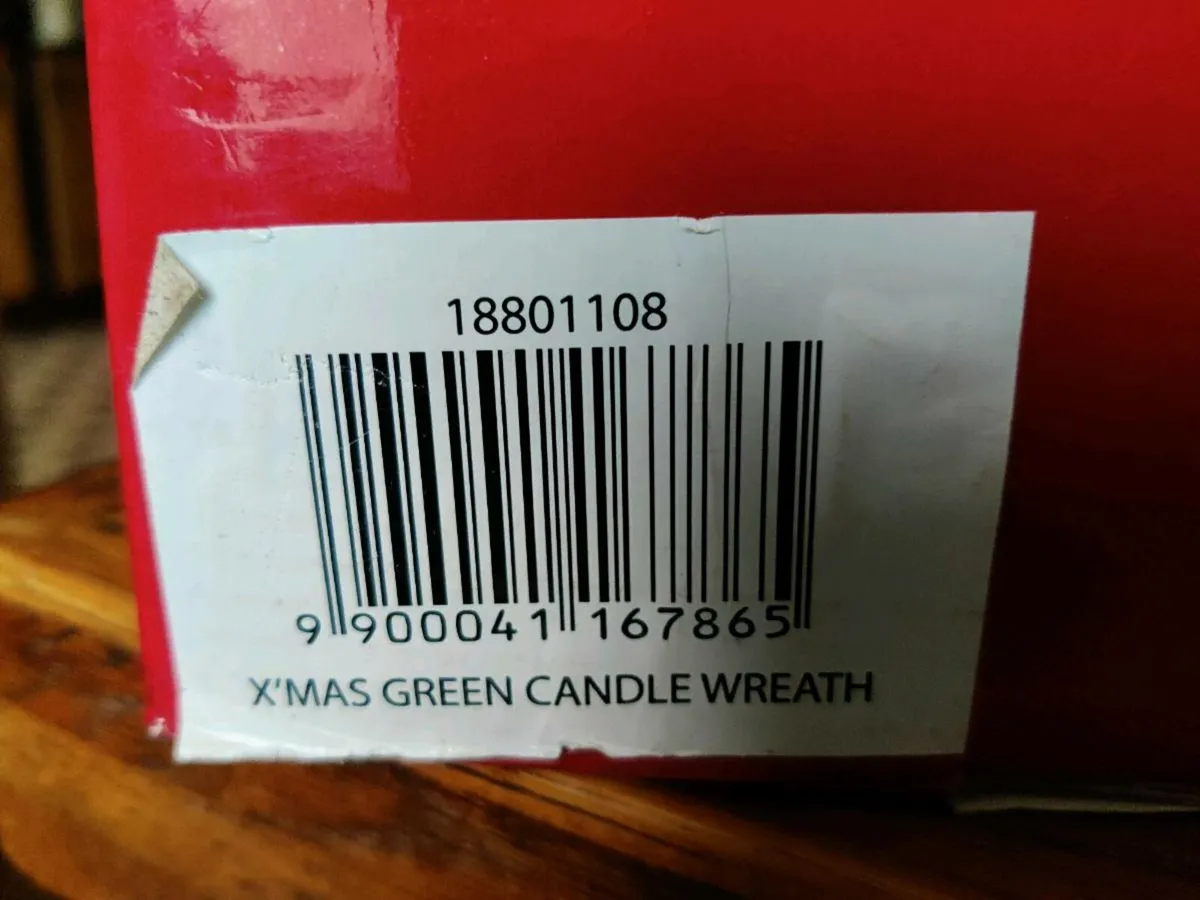 18801108
9 900041 167865
X'MAS GREEN CANDLE WREATH